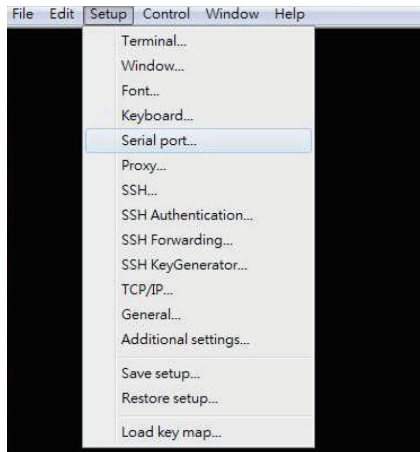 File Edit Setup Control Window Help
Terminal...
Window...
Font...
Keyboard...
Serial port...
Proxy...
SSH...
SSH Authentication...
SSH Forwarding...
SSH KeyGenerator...
TCP/IP...
General...
Additional settings...
Save setup...
Restore setup...
Load key map...